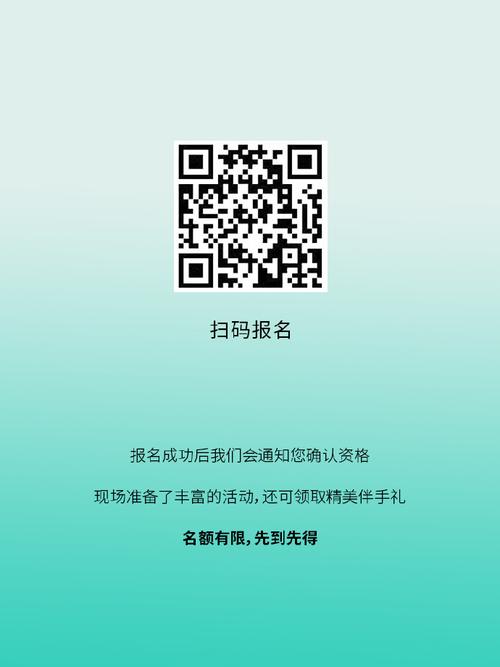 扫码报名
报名成功后我们会通知您确认资格
现场准备了丰富的活动,还可领取精美伴手礼
名额有限,先到先得